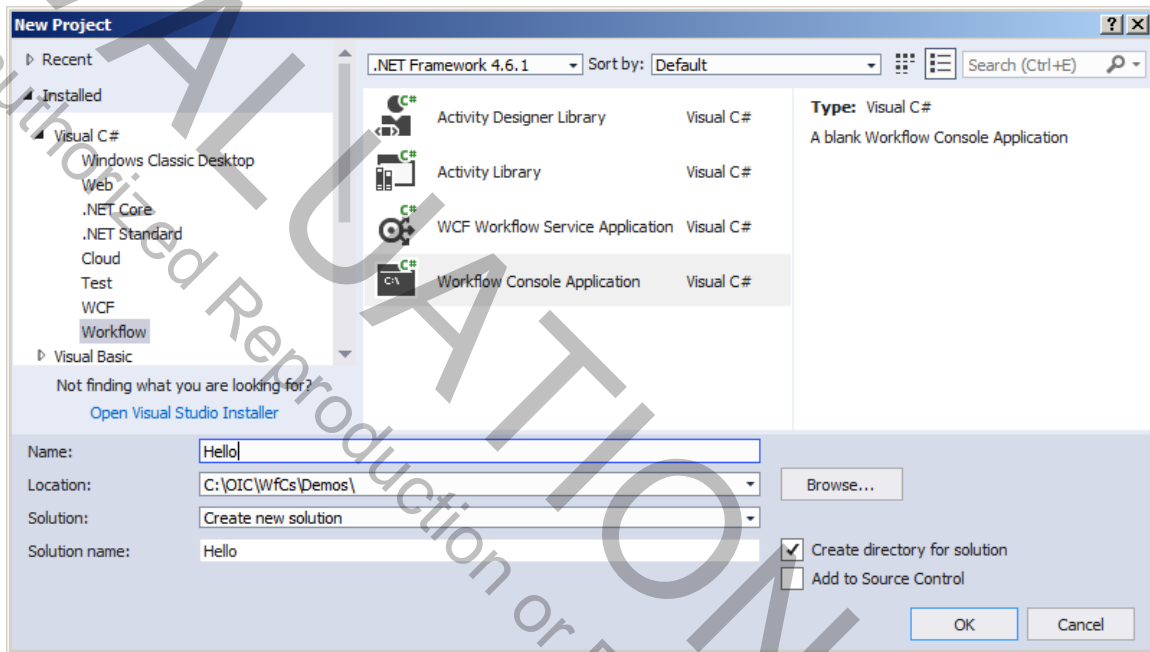 New Project
Recent
Installed
Visual C#
Windows Classic Desktop
Web
.NET Core
.NET Standard
Cloud
Test
WCF
Workflow
Visual Basic
Not finding what you are looking for?
Open Visual Studio Installer
.NET Framework 4.6.1 Sort by: Default Search (Ctrl+E)
Activity Designer Library Visual C#
Activity Library Visual C#
WCF Workflow Service Application Visual C#
Workflow Console Application Visual C#
Type: Visual C#
A blank Workflow Console Application
Name: Hello
Location: C:\OIC\WfCs\Demos\ Browse...
Solution: Create new solution
Solution name: Hello
Create directory for solution
Add to Source Control
OK Cancel
Reproduction or